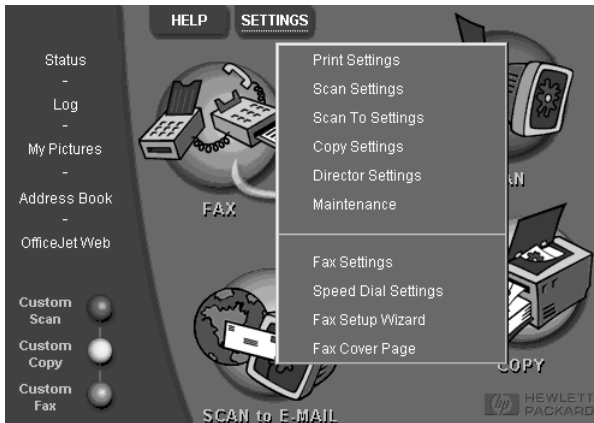 HELP
SETTINGS
Status
-
Log
-
My Pictures
-
Address Book
-
OfficeJet Web
Custom
Scan
Custom
Copy
Custom
Fax
Print Settings
Scan Settings
Scan To Settings
Copy Settings
Director Settings
Maintenance
Fax Settings
Speed Dial Settings
Fax Setup Wizard
Fax Cover Page
FAX
AN
SCAN to E-MAIL
COPY
hp
HEWLETT
PACKARD